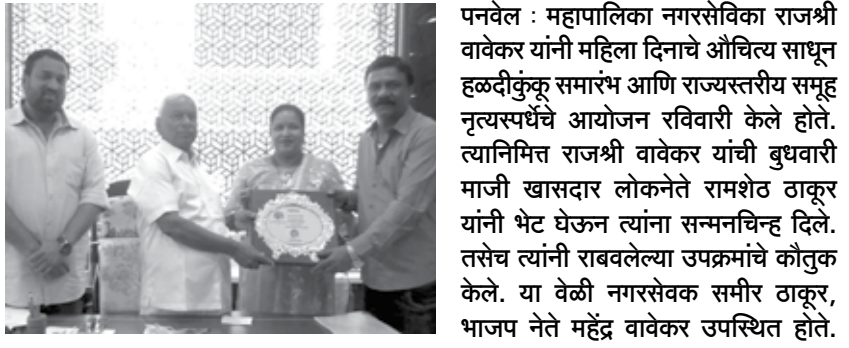 पनवेल : महापालिका नगरसेविका राजश्री
वावेकर यांनी महिला दिनाचे औचित्य साधून
हळदीकुंकू समारंभ आणि राज्यस्तरीय समूह
नृत्यस्पर्धेचे आयोजन रविवारी केले होते.
त्यानिमित्त राजश्री वावेकर यांची बुधवारी
माजी खासदार लोकनेते रामशेठ ठाकूर
यांनी भेट घेऊन त्यांना सन्मनचिन्ह दिले.
तसेच त्यांनी राबवलेल्या उपक्रमांचे कौतुक
केले. या वेळी नगरसेवक समीर ठाकूर,
भाजप नेते महेंद्र वावेकर उपस्थित होते.